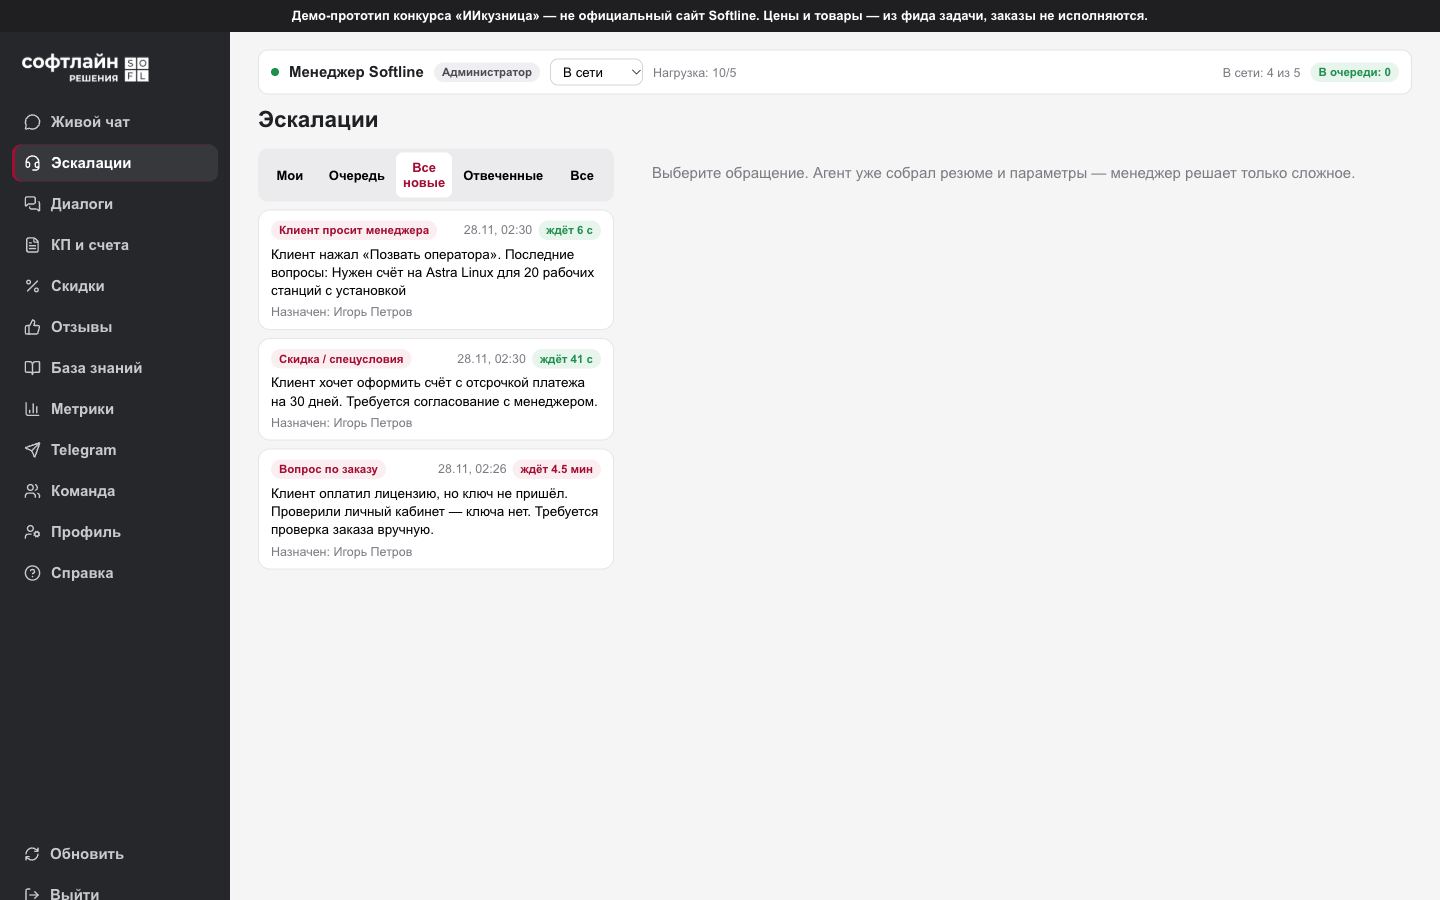 Демо-прототип конкурса «ИИкузница» — не официальный сайт Softline. Цены и товары — из фида задачи, заказы не исполняются.
софтлайн
РЕШЕНИЯ
SO
FL
Живой чат
Эскалации
Диалоги
КП и счета
Скидки
Отзывы
База знаний
Метрики
Telegram
Команда
Профиль
Справка
Обновить
Выйти
Менеджер Softline
Администратор
В сети
Нагрузка: 10/5
В сети: 4 из 5
В очереди: 0
Эскалации
Мои
Очередь
Все
новые
Отвеченные
Все
Клиент просит менеджера
28.11, 02:30
ждёт 6 с
Клиент нажал «Позвать оператора». Последние
вопросы: Нужен счёт на Astra Linux для 20 рабочих
станций с установкой
Назначен: Игорь Петров
Скидка / спецусловия
28.11, 02:30
ждёт 41 с
Клиент хочет оформить счёт с отсрочкой платежа
на 30 дней. Требуется согласование с менеджером.
Назначен: Игорь Петров
Вопрос по заказу
28.11, 02:26
ждёт 4.5 мин
Клиент оплатил лицензию, но ключ не пришёл.
Проверили личный кабинет — ключа нет. Требуется
проверка заказа вручную.
Назначен: Игорь Петров
Выберите обращение. Агент уже собрал резюме и параметры — менеджер решает только сложное.